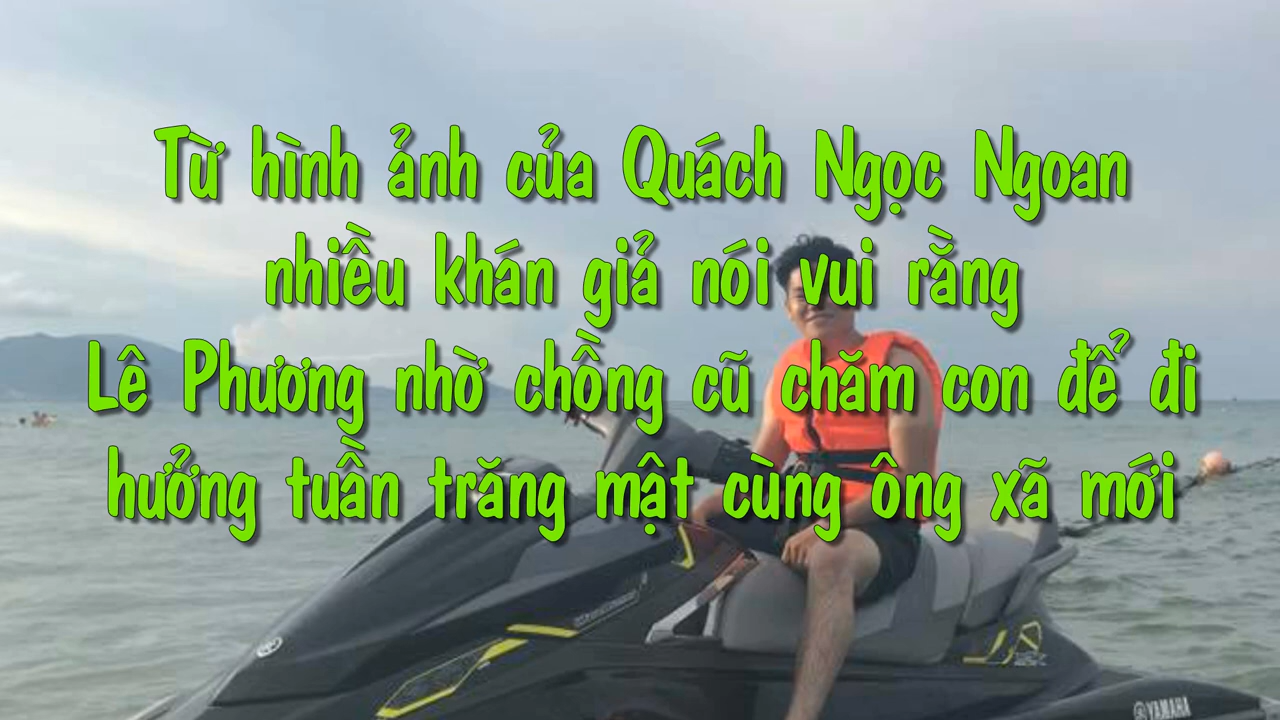 Từ hình ảnh của Quách Ngọc Ngoan
nhiều khán giả nói vui rằng
Lê Phương nhờ chồng cũ chăm con để đi
hưởng tuần trăng mật cùng ông xã mới
YAMAHA